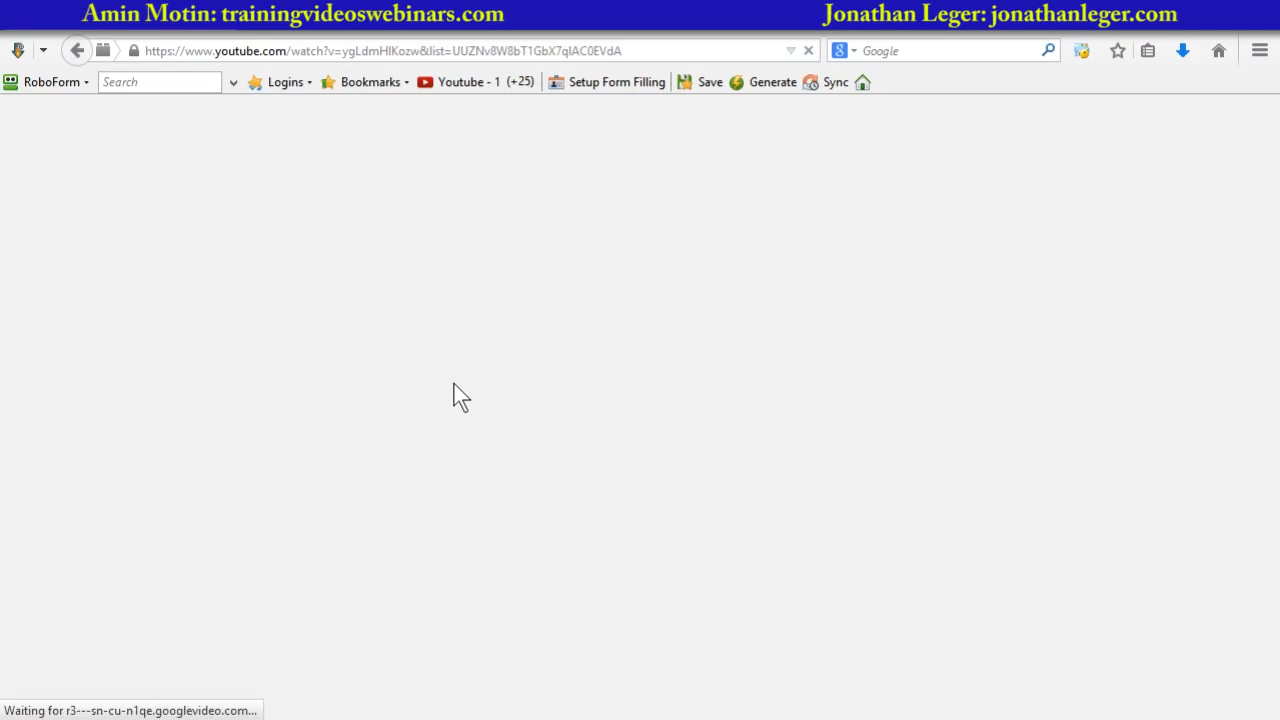 Amin Motin: trainingvideoswebinars.com
Jonathan Leger: jonathanleger.com
https://www.youtube.com/watch?v=ygLdmHIKozw&list=UUZNv8W8bT1GbX7qIAC0EVdA
8 Google
RoboForm Search Logins Bookmarks Youtube - 1 (+25) Setup Form Filling Save Generate Sync
Waiting for r3---sn-cu-n1qe.googlevideo.com...